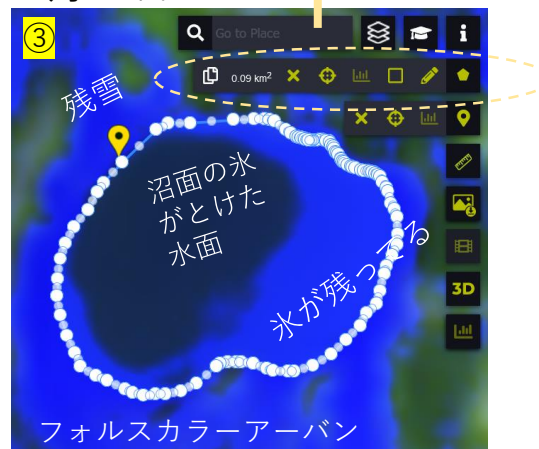 ③
Go to Place
0.09 km²
残雪
沼面の氷
がとけた
水面
氷が残ってる
3D
フォルスカラーアーバン